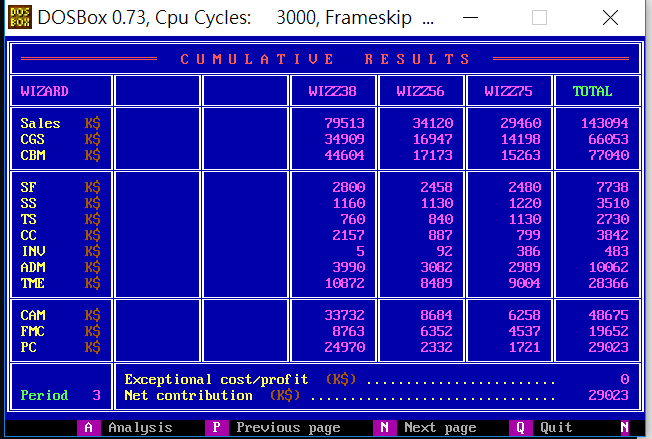 DOS BOX DOSBox 0.73, Cpu Cycles: 3000, Frameskip ...
CUMULATIVE RESULTS
WIZARD WIZZ38 WIZZ56 WIZZ75 TOTAL
Sales K$ 79513 34120 29460 143094
CGS K$ 34909 16947 14198 66053
CBM K$ 44604 17173 15263 77040
SF K$ 2800 2458 2480 7738
SS K$ 1160 1130 1220 3510
TS K$ 760 840 1130 2730
CC K$ 2157 887 799 3842
INV K$ 5 92 386 483
ADM K$ 3990 3082 2989 10062
TME K$ 10872 8489 9004 28366
CAM K$ 33732 8684 6258 48675
FMC K$ 8763 6352 4537 19652
PC K$ 24970 2332 1721 29023
Exceptional cost/profit (K$) ........................ 0
Period 3 Net contribution (K$) ............................... 29023
A Analysis P Previous page N Next page Q Quit N